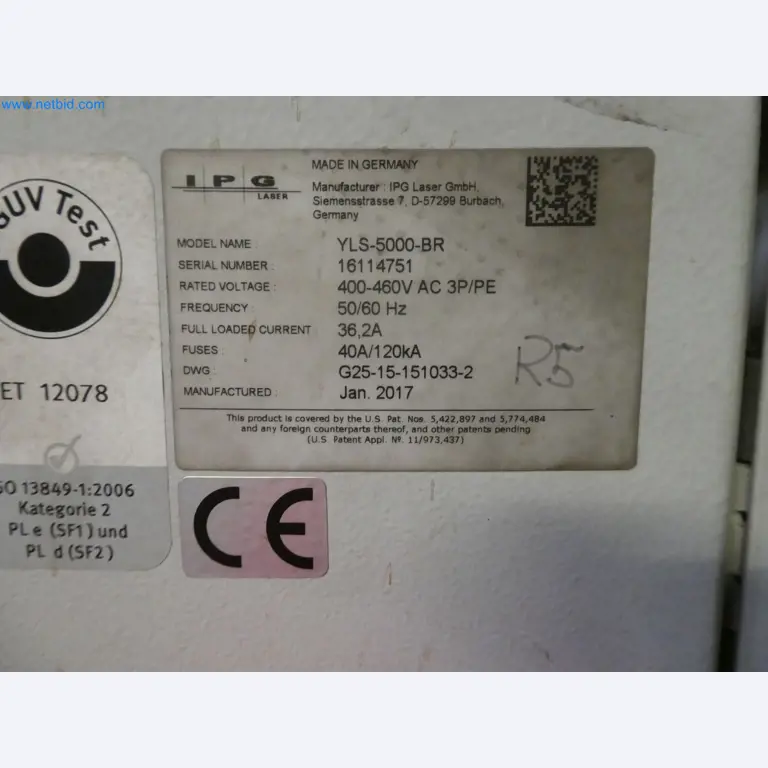 www.netbid.com
GUV Test
ET 12078
SO 13849-1:2006
Kategorie 2
PL e (SF1) und
PL d (SF2)
IPG
LASER
MADE IN GERMANY
Manufacturer : IPG Laser GmbH,
Siemensstrasse 7, D-57299 Burbach,
Germany
MODEL NAME : YLS-5000-BR
SERIAL NUMBER : 16114751
RATED VOLTAGE : 400-460V AC 3P/PE
FREQUENCY : 50/60 Hz
FULL LOADED CURRENT 36,2A
FUSES : 40A/120kA
DWG : G25-15-151033-2
MANUFACTURED : Jan. 2017
R5
This product is covered by the U.S. Pat. Nos. 5,422,897 and 5,774,484
and any foreign counterparts thereof, and other patents pending
(U.S. Patent Appl. №. 11/973,437)
CE